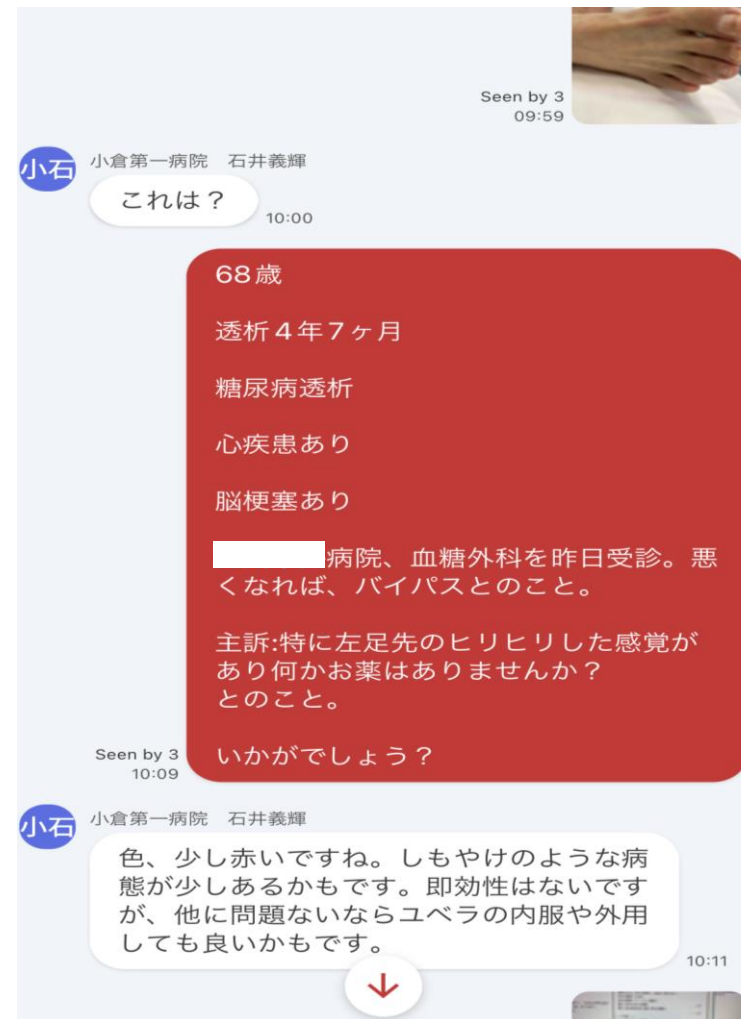 Seen by 3
09:59
小石
小倉第一病院 石井義輝
これは？
10:00
68歳
透析4年7ヶ月
糖尿病透析
心疾患あり
脳梗塞あり
病院、血糖外科を昨日受診。悪
くなれば、バイパスとのこと。
主訴:特に左足先のヒリヒリした感覚が
あり何かお薬はありませんか？
とのこと。
いかがでしょう？
Seen by 3
10:09
小石
小倉第一病院 石井義輝
色、少し赤いですね。しもやけのような病
態が少しあるかもです。即効性はないです
が、他に問題ないならユベラの内服や外用
しても良いかもです。
10:11